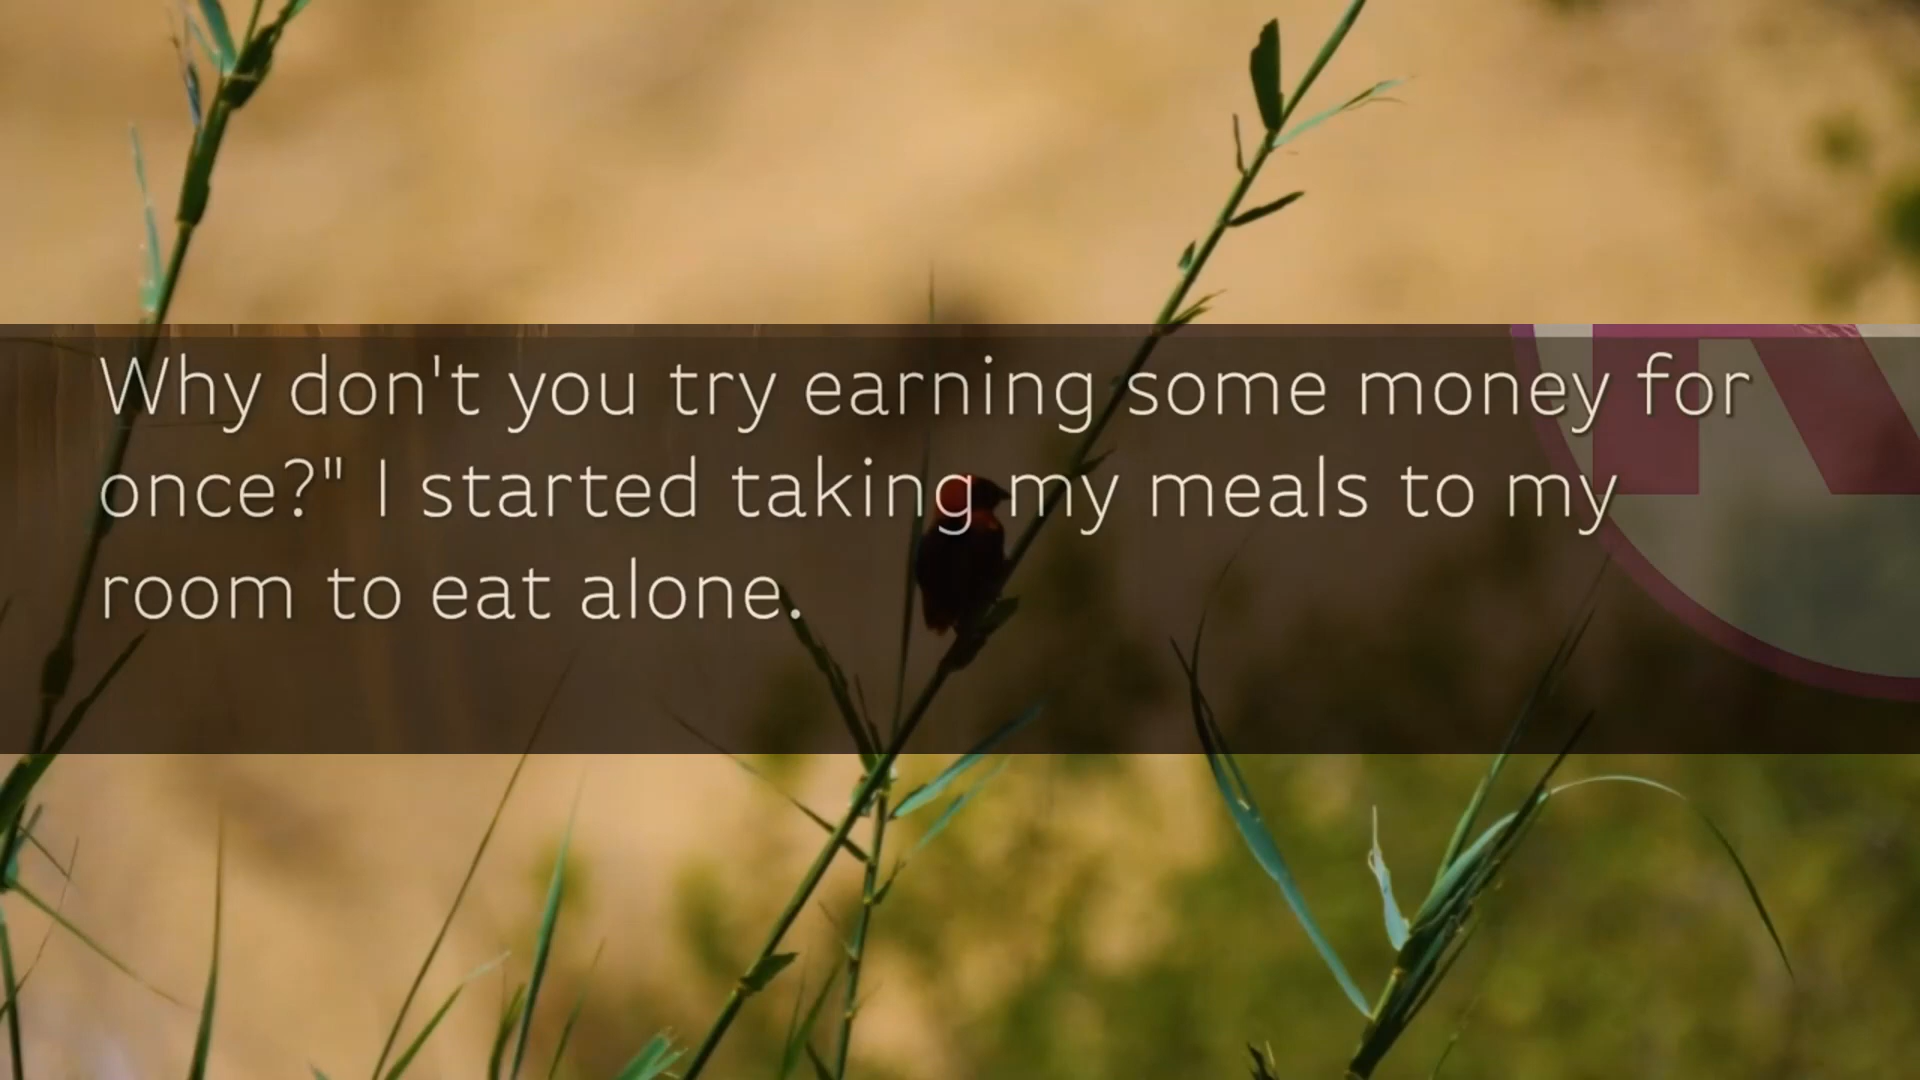 Why don't you try earning some money for
once?" I started taking my meals to my
room to eat alone.